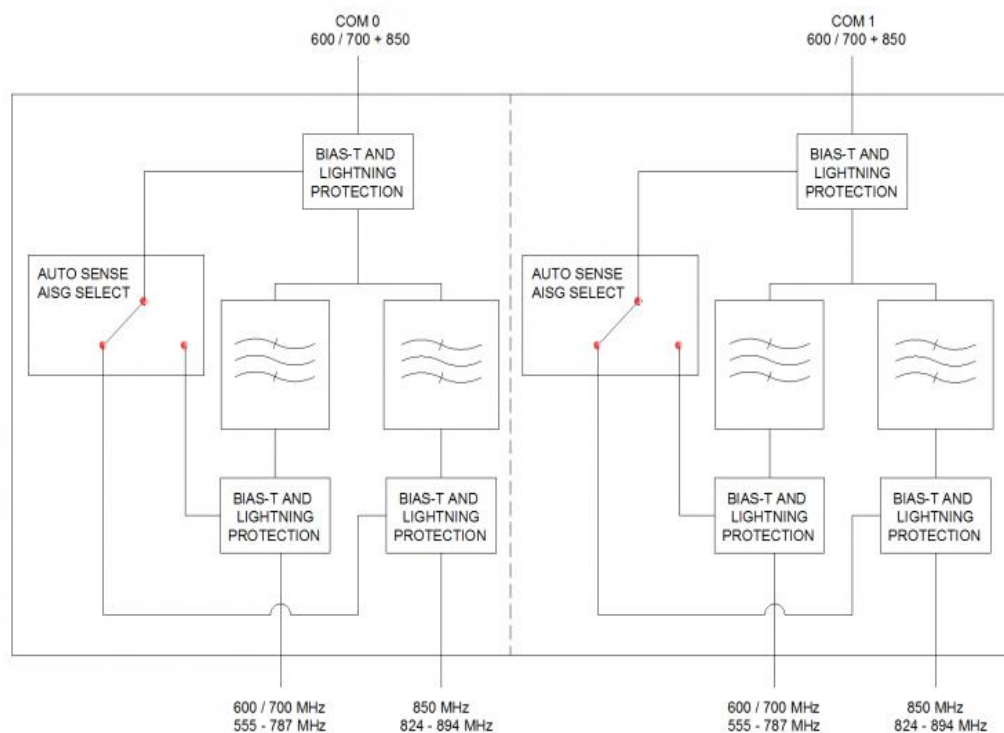 COM 0
600 / 700 + 850
COM 1
600 / 700 + 850
BIAS-T AND
LIGHTNING
PROTECTION
BIAS-T AND
LIGHTNING
PROTECTION
AUTO SENSE
AISG SELECT
AUTO SENSE
AISG SELECT
BIAS-T AND
LIGHTNING
PROTECTION
BIAS-T AND
LIGHTNING
PROTECTION
BIAS-T AND
LIGHTNING
PROTECTION
BIAS-T AND
LIGHTNING
PROTECTION
600 / 700 MHz
555 - 787 MHz
850 MHz
824 - 894 MHz
600 / 700 MHz
555 - 787 MHz
850 MHz
824 - 894 MHz